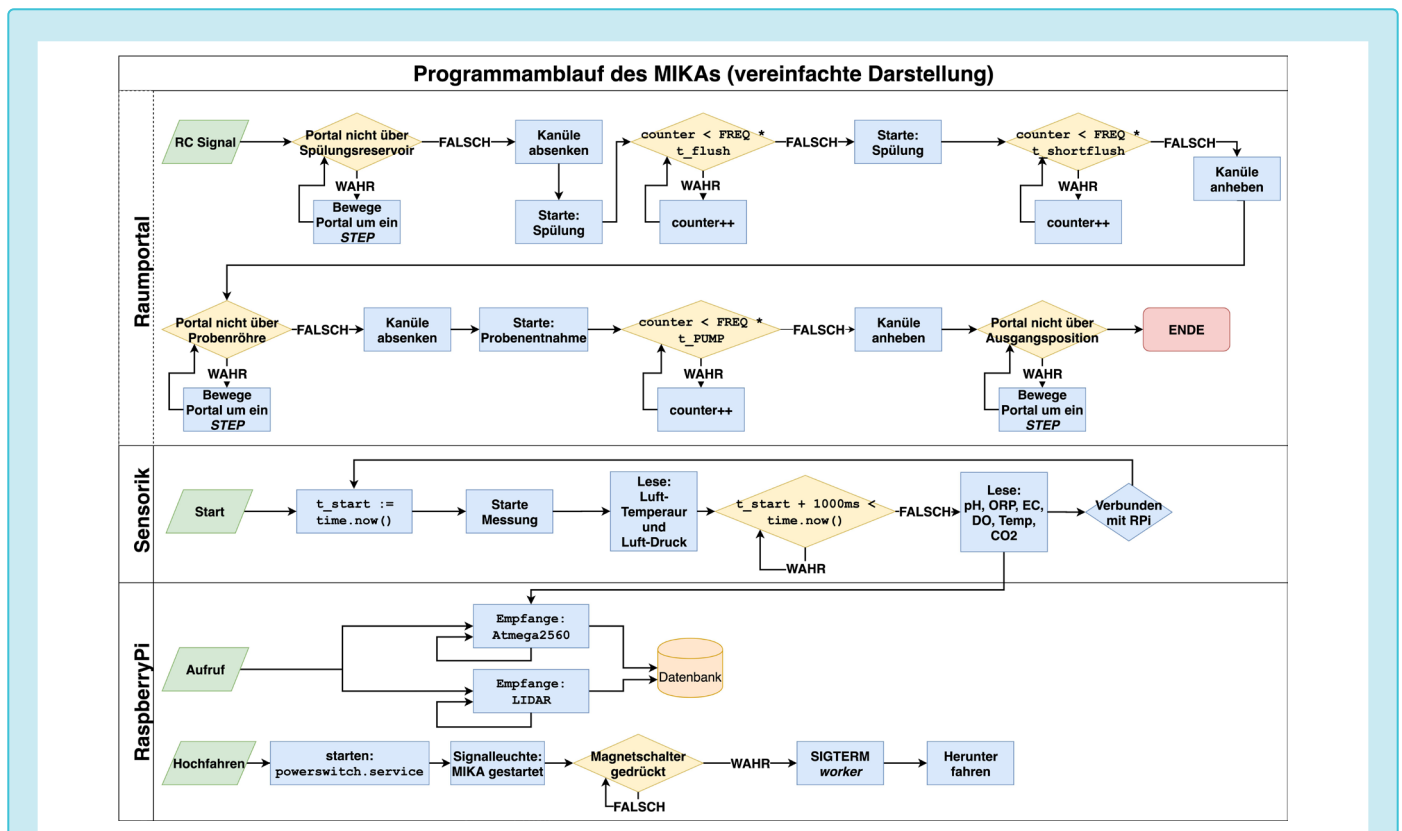 Programmamblauf des MIKAs (vereinfachte Darstellung)
Raumportal
RC Signal
Portal nicht über
Spülungsreservoir
FALSCH
WAHR
Bewege
Portal um ein
STEP
Kanüle
absenken
Starte:
Spülung
counter < FREQ *
t_flush
FALSCH
WAHR
counter++
Starte:
Spülung
counter < FREQ *
t_shortflush
FALSCH
WAHR
counter++
Kanüle
anheben
Portal nicht über
Probenröhre
FALSCH
WAHR
Bewege
Portal um ein
STEP
Kanüle
absenken
Starte:
Probenentnahme
counter < FREQ *
t_PUMP
FALSCH
WAHR
counter++
Kanüle
anheben
Portal nicht über
Ausgangsposition
WAHR
Bewege
Portal um ein
STEP
ENDE
Sensorik
Start
t_start :=
time.now()
Starte
Messung
Lese:
Luft-
Temperaur
und
Luft-Druck
t_start + 1000ms <
time.now()
WAHR
FALSCH
Lese:
pH, ORP, EC,
DO, Temp,
CO2
Verbunden
mit RPi
RaspberryPi
Aufruf
Empfange:
Atmega2560
Empfange:
LIDAR
Datenbank
Hochfahren
starten:
powerswitch.service
Signalleuchte:
MIKA gestartet
Magnetschalter
gedrückt
FALSCH
WAHR
SIGTERM
worker
Herunter
fahren